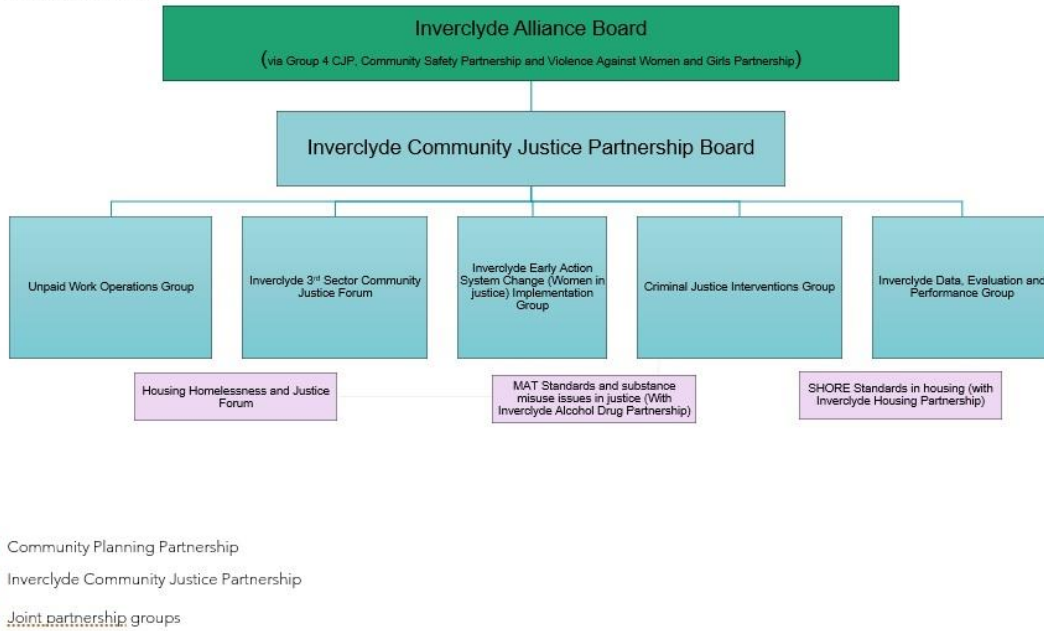 Inverclyde Alliance Board
(via Group 4 CJP, Community Safety Partnership and Violence Against Women and Girls Partnership)
Inverclyde Community Justice Partnership Board
Unpaid Work Operations Group
Inverclyde 3rd Sector Community
Justice Forum
Inverclyde Early Action
System Change (Women in
justice) Implementation
Group
Criminal Justice Interventions Group
Inverclyde Data, Evaluation and
Performance Group
Housing Homelessness and Justice
Forum
MAT Standards and substance
misuse issues in justice (With
Inverclyde Alcohol Drug Partnership)
SHORE Standards in housing (with
Inverclyde Housing Partnership)
Community Planning Partnership
Inverclyde Community Justice Partnership
Joint partnership groups